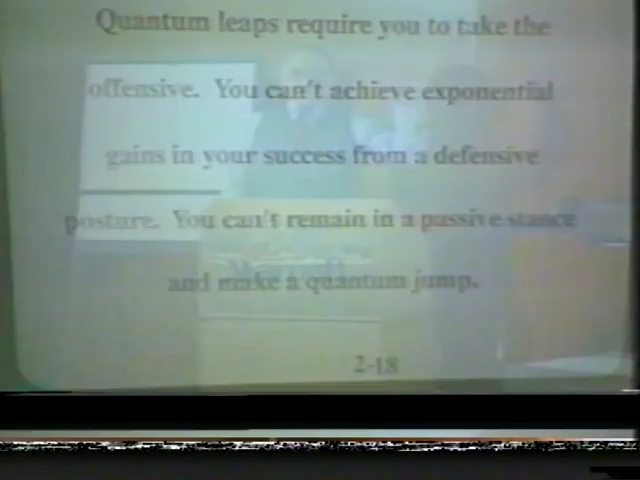 Quantum leaps require you to take the
offensive. You can't achieve exponential
gains in your success from a defensive
posture. You can't remain in a passive stance
and make a quantum jump.
2-18